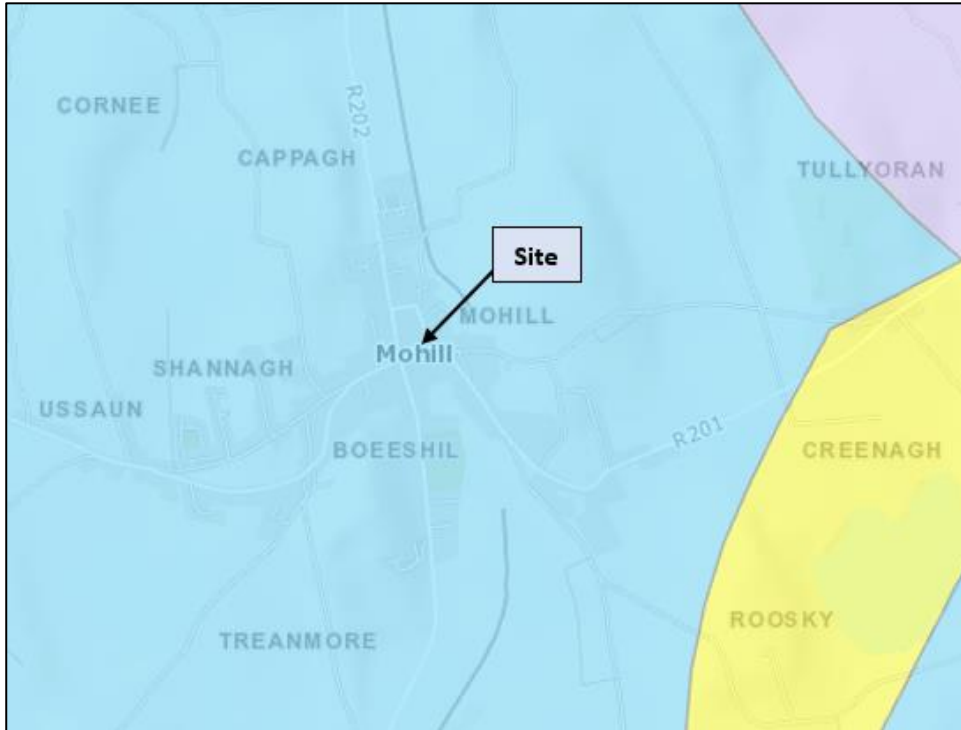 CORNEE
R202
CAPPAGH
TULLYORAN
Site
MOHILL
Mohill
SHANNAGH
USSAUN
R201
BOEESHIL
CREENAGH
ROOSKY
TREANMORE